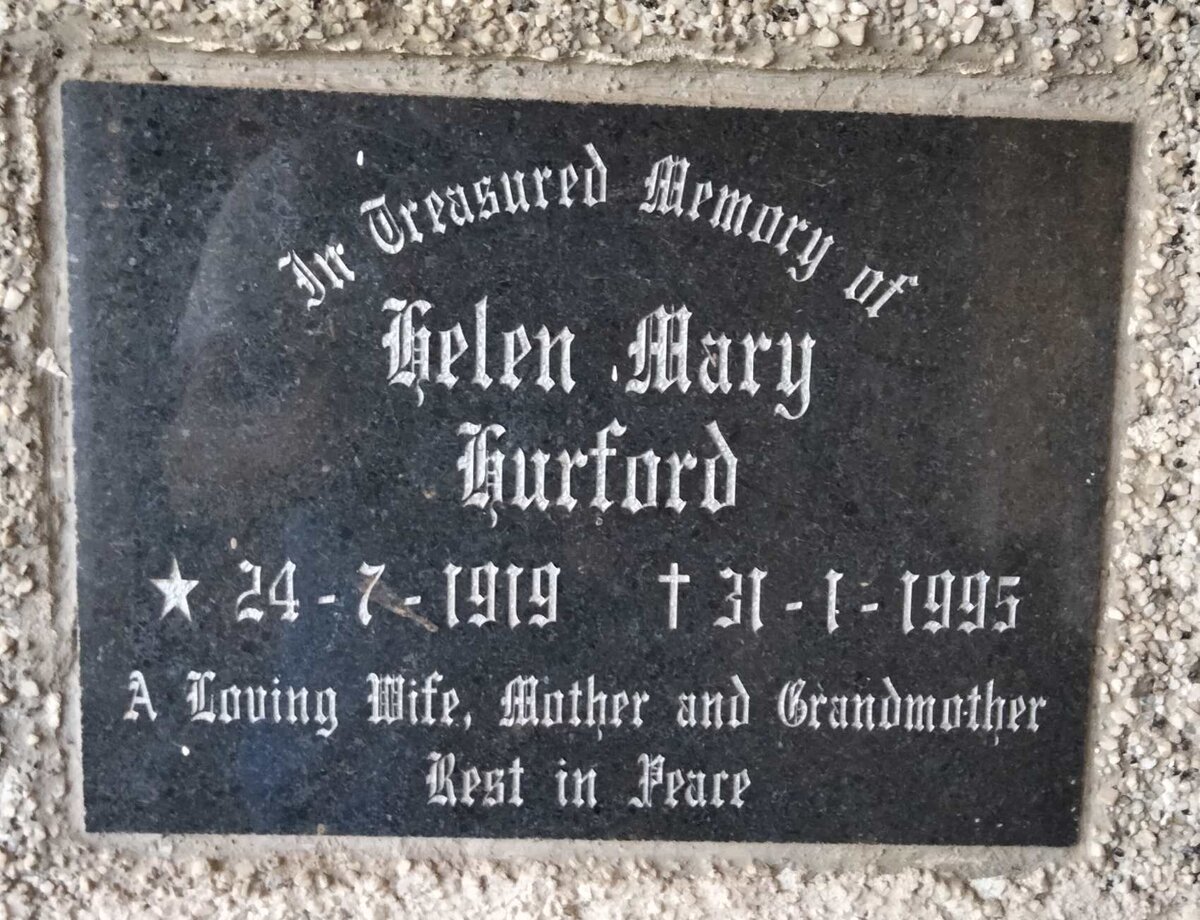 In Treasured Memory of
Helen Mary
Hurford
★ 24-7-1919 † 31-1-1995
A Loving Wife, Mother and Grandmother
Rest in Peace